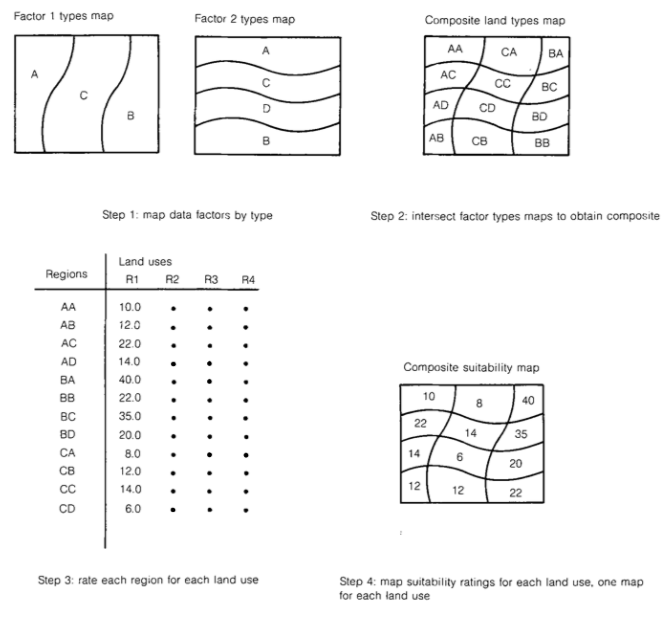 Factor 1 types map
A
C
B
Factor 2 types map
A
C
D
B
Composite land types map
AA CA BA
AC CC BC
AD CD BD
AB CB BB
Step 1: map data factors by type
Step 2: intersect factor types maps to obtain composite
Land uses
Regions R1 R2 R3 R4
AA 10.0 • • •
AB 12.0 • • •
AC 22.0 • • •
AD 14.0 • • •
BA 40.0 • • •
BB 22.0 • • •
BC 35.0 • • •
BD 20.0 • • •
CA 8.0 • • •
CB 12.0 • • •
CC 14.0 • • •
CD 6.0 • • •
Step 3: rate each region for each land use
Composite suitability map
10 8 40
22 14 35
14 6 20
12 12 22
Step 4: map suitability ratings for each land use, one map
for each land use